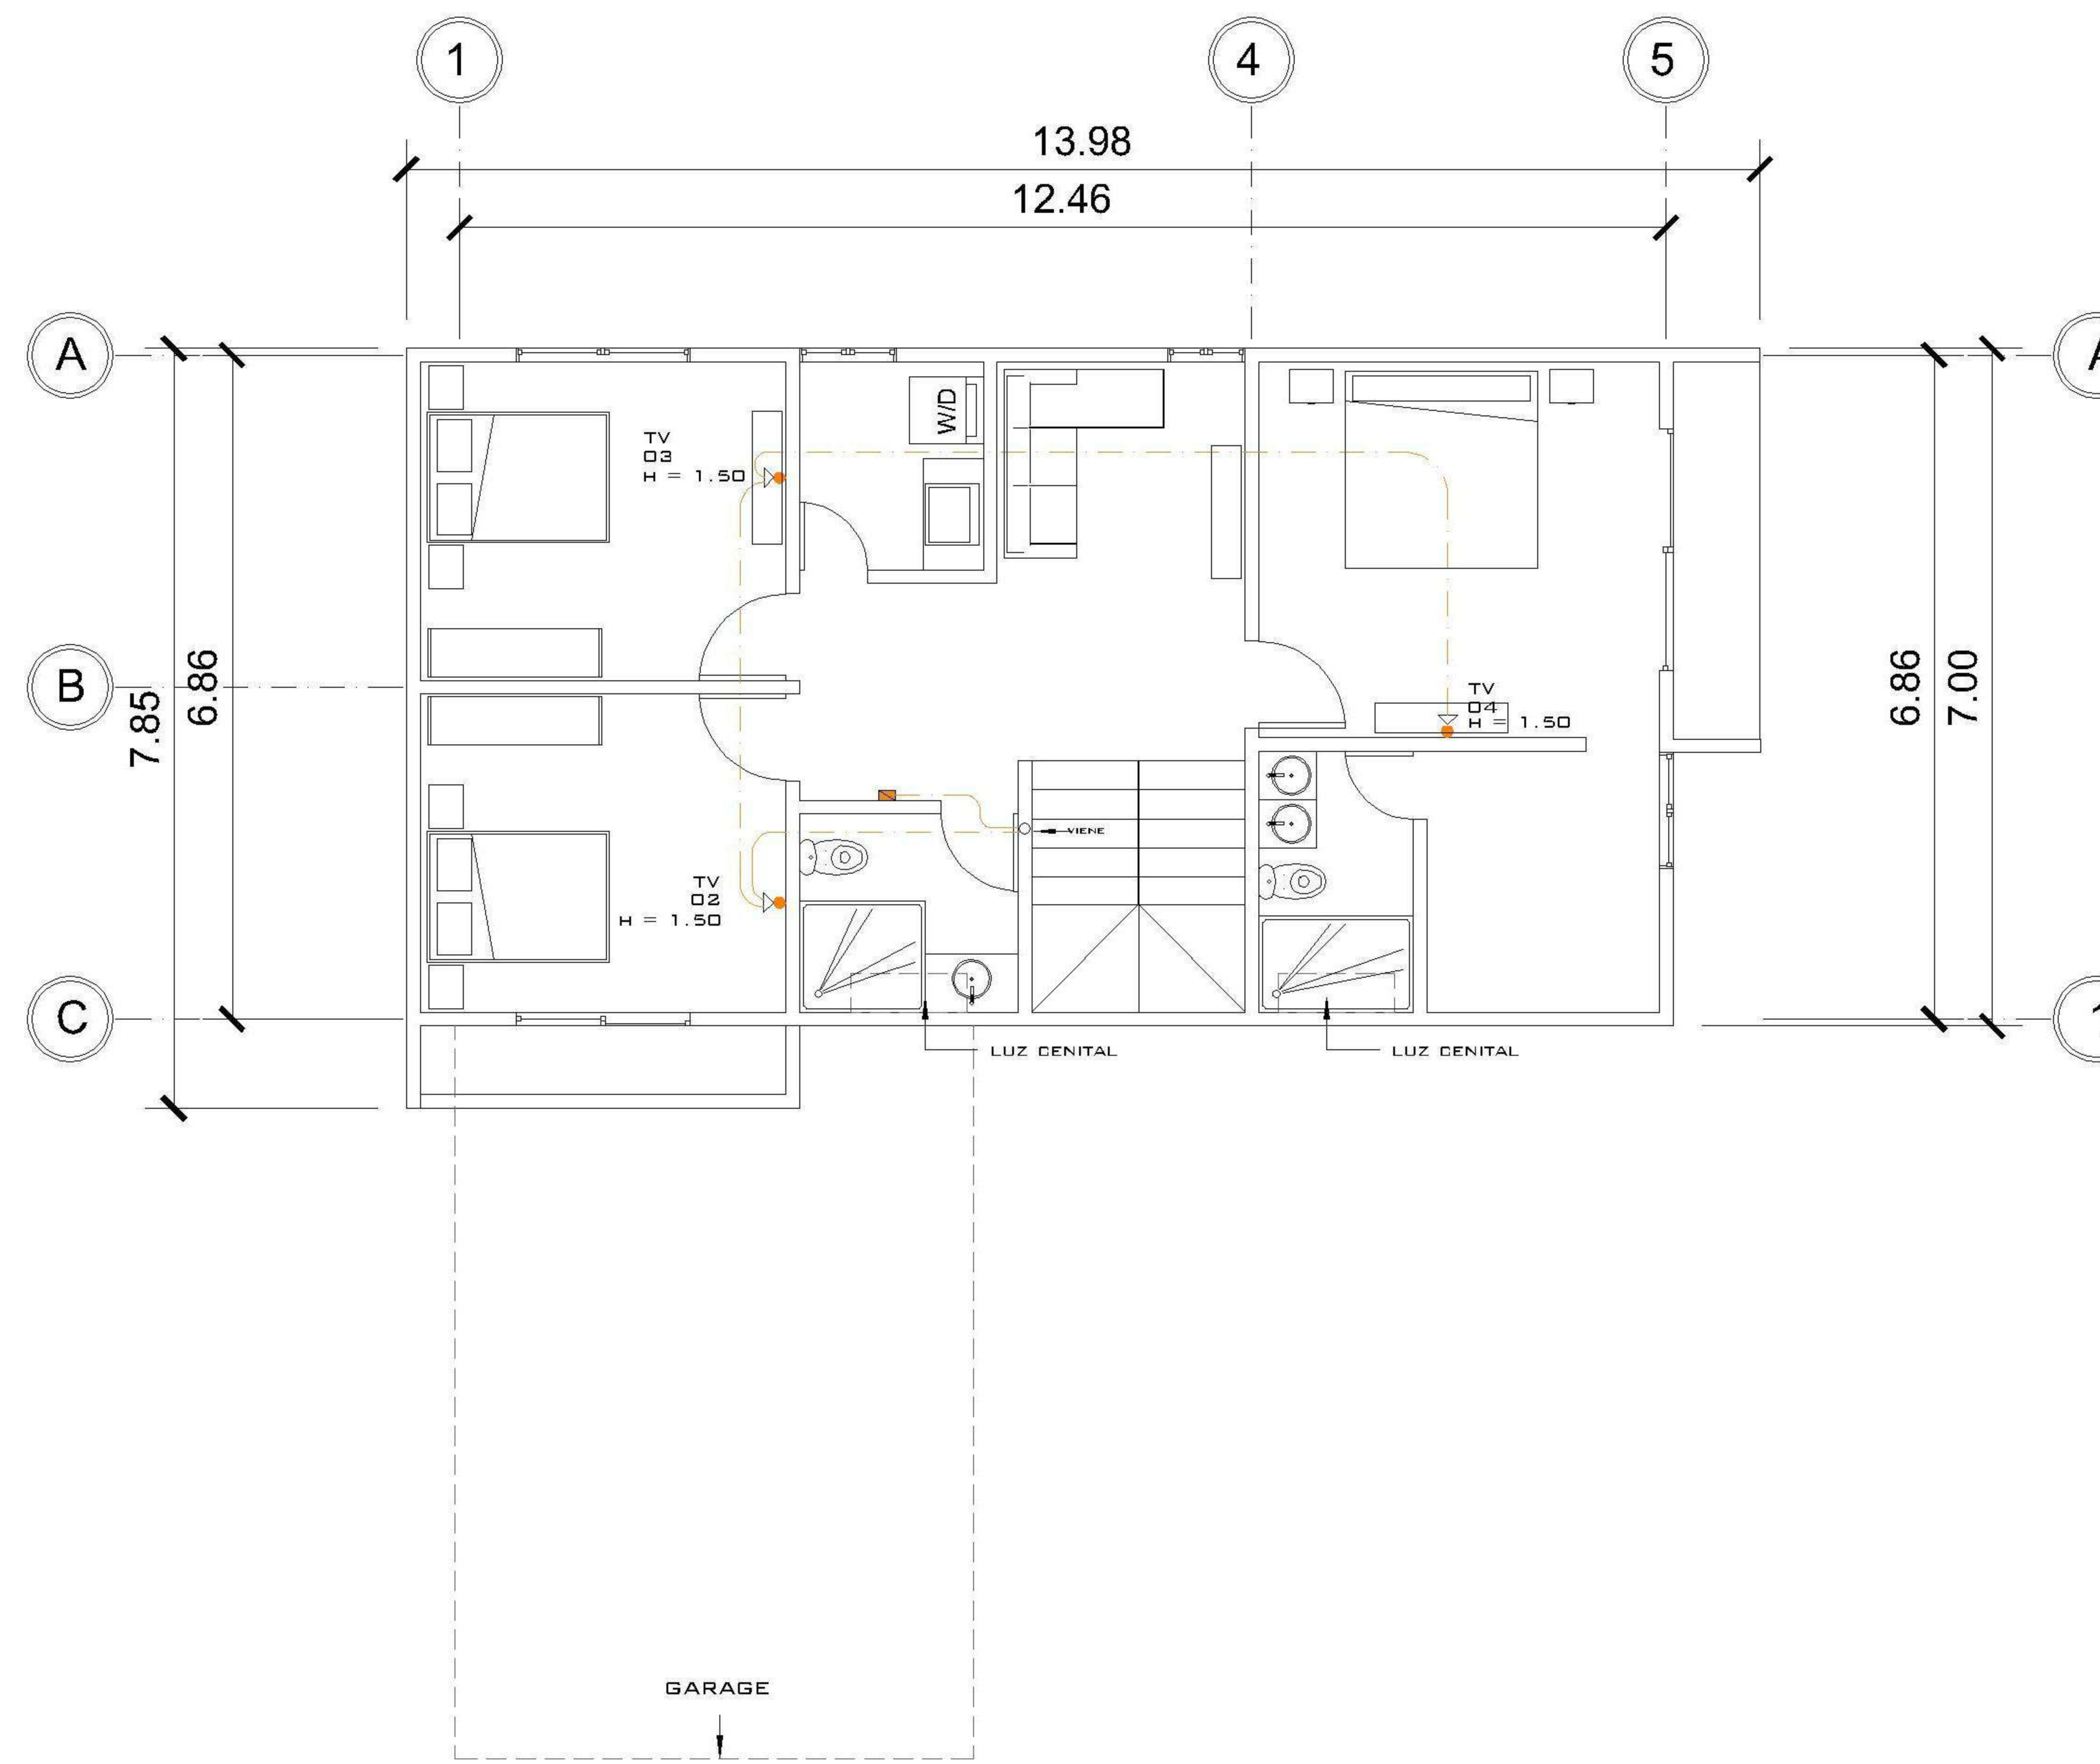 1
4
5
13.98
12.46
A
A
W/D
TV
03
H = 1.50
B
7.85
6.86
6.86
7.00
TV
04
H = 1.50
VIENE
TV
02
H = 1.50
C
1
LUZ CENITAL
LUZ CENITAL
GARAGE